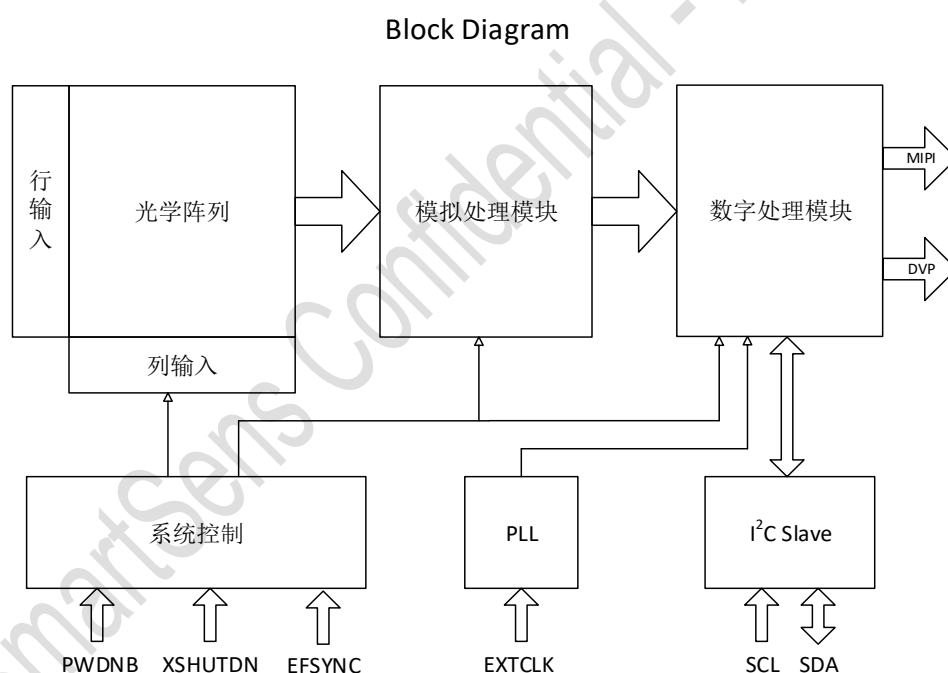 Block Diagram
行输入
光学阵列
模拟处理模块
数字处理模块
MIPI
DVP
列输入
系统控制
PLL
I²C Slave
PWDNB XSHUTDN EFSYNC EXTCLK SCL SDA
martSens Confidential -